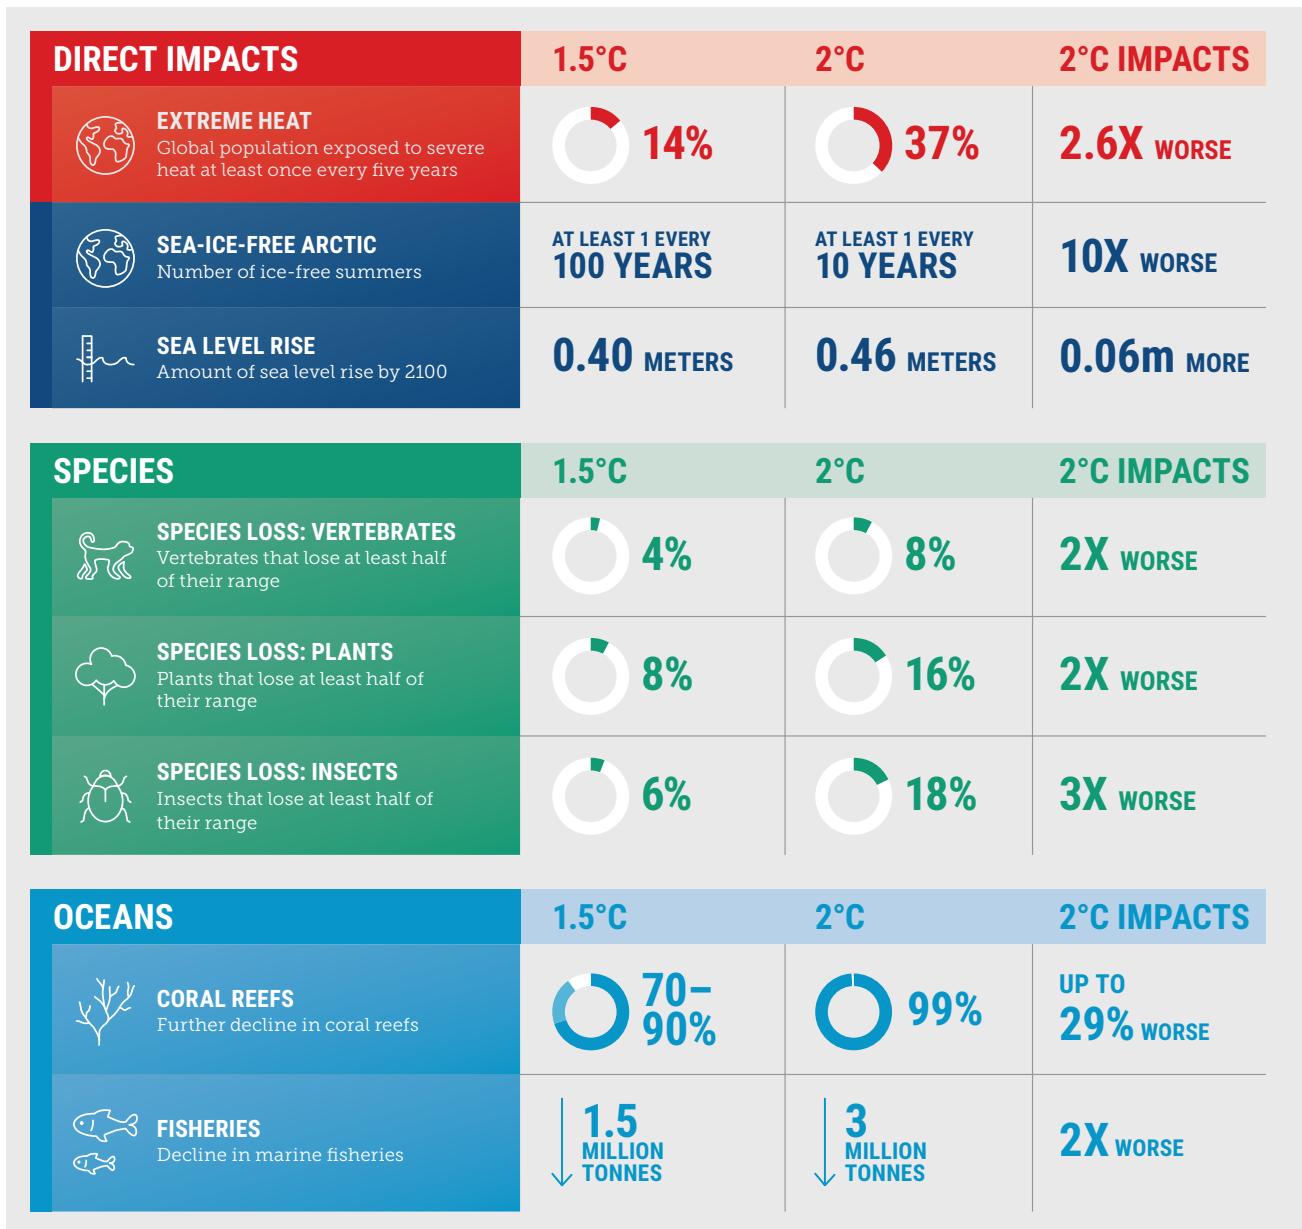 DIRECT IMPACTS 1.5°C 2°C 2°C IMPACTS
EXTREME HEAT
Global population exposed to severe
heat at least once every five years
14%
37%
2.6X WORSE
SEA-ICE-FREE ARCTIC
Number of ice-free summers
AT LEAST 1 EVERY
100 YEARS
AT LEAST 1 EVERY
10 YEARS
10X WORSE
SEA LEVEL RISE
Amount of sea level rise by 2100
0.40 METERS
0.46 METERS
0.06m MORE
SPECIES 1.5°C 2°C 2°C IMPACTS
SPECIES LOSS: VERTEBRATES
Vertebrates that lose at least half
of their range
4%
8%
2X WORSE
SPECIES LOSS: PLANTS
Plants that lose at least half of
their range
8%
16%
2X WORSE
SPECIES LOSS: INSECTS
Insects that lose at least half of
their range
6%
18%
3X WORSE
OCEANS 1.5°C 2°C 2°C IMPACTS
CORAL REEFS
Further decline in coral reefs
70–
90%
99%
UP TO
29% WORSE
FISHERIES
Decline in marine fisheries
1.5
MILLION
TONNES
3
MILLION
TONNES
2X WORSE